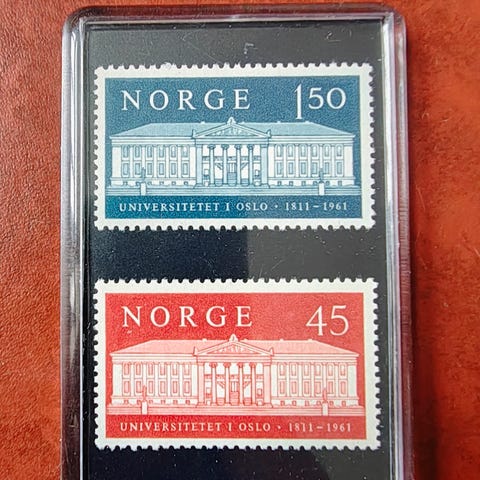 NORGE 1.50
UNIVERSITETET I OSLO · 1811–1961
NORGE 45
UNIVERSITETET I OSLO · 1811–1961